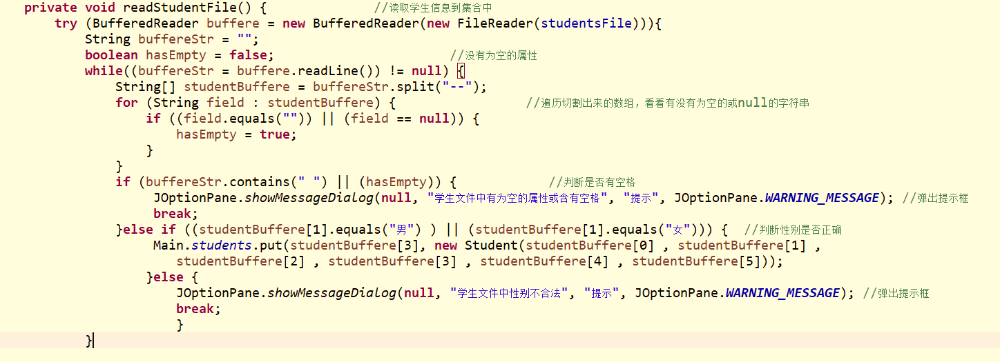 private void readStudentFile() { //读取学生信息到集合中
try (BufferedReader buffere = new BufferedReader(new FileReader(studentsFile))){
String buffereStr = "";
boolean hasEmpty = false; //没有为空的属性
while((buffereStr = buffere.readLine()) != null) {
String[] studentBuffere = buffereStr.split("--");
for (String field : studentBuffere) { //遍历切割出来的数组，看看有没有为空的或null的字符串
if ((field.equals("")) || (field == null)) {
hasEmpty = true;
}
}
if (buffereStr.contains(" ") || (hasEmpty)) { //判断是否有空格
JOptionPane.showMessageDialog(null, "学生文件中有为空的属性或含有空格", "提示", JOptionPane.WARNING_MESSAGE); //弹出提示框
break;
}else if ((studentBuffere[1].equals("男") ) || (studentBuffere[1].equals("女"))) { //判断性别是否正确
Main.students.put(studentBuffere[3], new Student(studentBuffere[0] , studentBuffere[1] ,
studentBuffere[2] , studentBuffere[3] , studentBuffere[4] , studentBuffere[5]));
}else {
JOptionPane.showMessageDialog(null, "学生文件中性别不合法", "提示", JOptionPane.WARNING_MESSAGE); //弹出提示框
break;
}
}